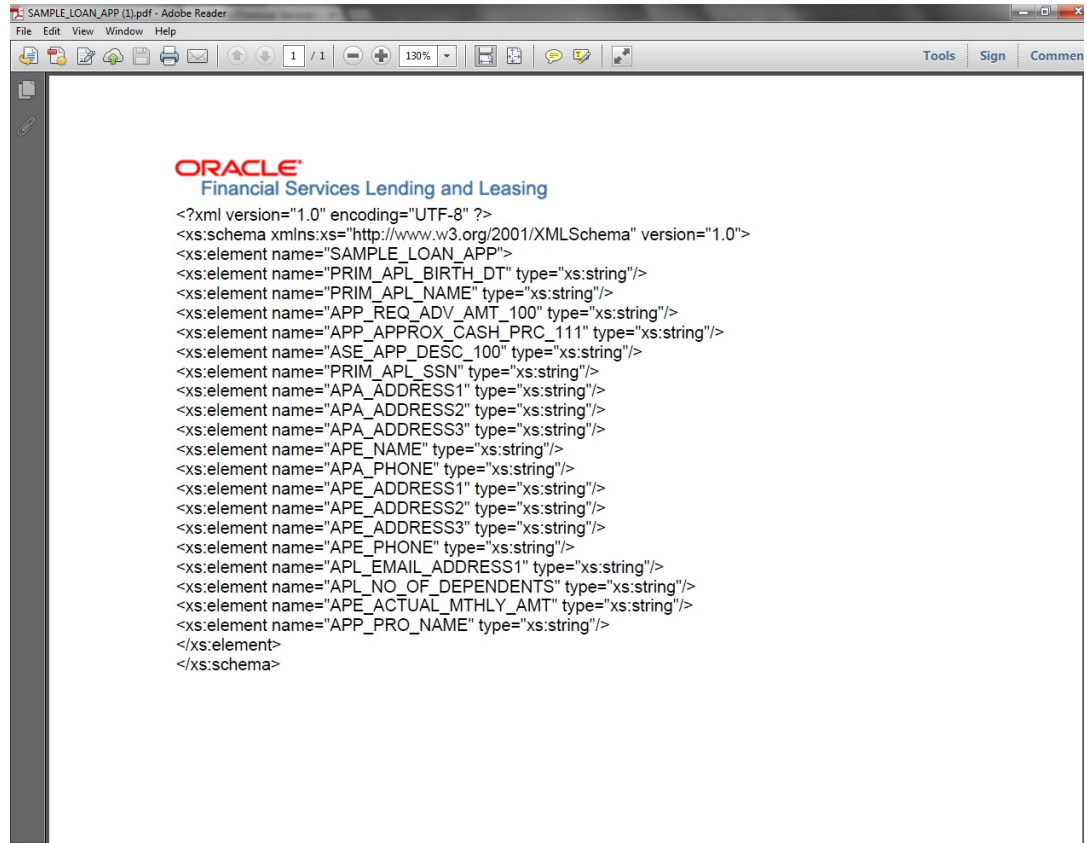 SAMPLE_LOAN_APP (1).pdf - Adobe Reader
File Edit View Window Help
1 / 1 130% Tools Sign Commen
ORACLE
Financial Services Lending and Leasing
<?xml version="1.0" encoding="UTF-8" ?>
<xs:schema xmlns:xs="http://www.w3.org/2001/XMLSchema" version="1.0">
<xs:element name="SAMPLE_LOAN_APP">
<xs:element name="PRIM_APL_BIRTH_DT" type="xs:string"/>
<xs:element name="PRIM_APL_NAME" type="xs:string"/>
<xs:element name="APP_REQ_ADV_AMT_100" type="xs:string"/>
<xs:element name="APP_APPROX_CASH_PRC_111" type="xs:string"/>
<xs:element name="ASE_APP_DESC_100" type="xs:string"/>
<xs:element name="PRIM_APL_SSN" type="xs:string"/>
<xs:element name="APA_ADDRESS1" type="xs:string"/>
<xs:element name="APA_ADDRESS2" type="xs:string"/>
<xs:element name="APA_ADDRESS3" type="xs:string"/>
<xs:element name="APE_NAME" type="xs:string"/>
<xs:element name="APA_PHONE" type="xs:string"/>
<xs:element name="APE_ADDRESS1" type="xs:string"/>
<xs:element name="APE_ADDRESS2" type="xs:string"/>
<xs:element name="APE_ADDRESS3" type="xs:string"/>
<xs:element name="APE_PHONE" type="xs:string"/>
<xs:element name="APL_EMAIL_ADDRESS1" type="xs:string"/>
<xs:element name="APL_NO_OF_DEPENDENTS" type="xs:string"/>
<xs:element name="APE_ACTUAL_MTHLY_AMT" type="xs:string"/>
<xs:element name="APP_PRO_NAME" type="xs:string"/>
</xs:element>
</xs:schema>